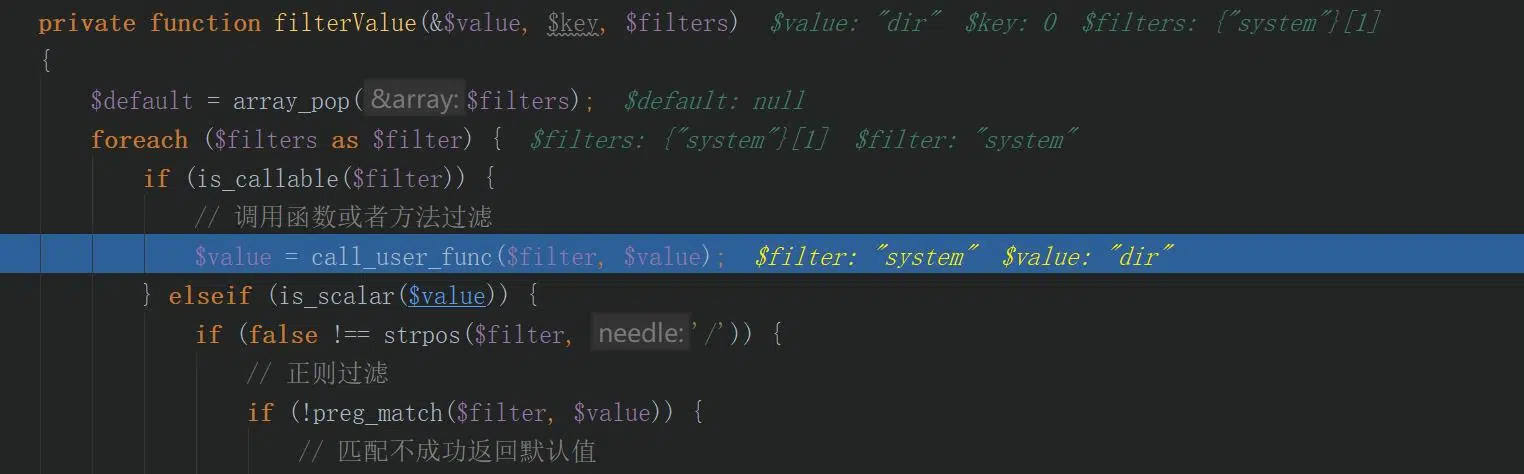 private function filterValue(&$value, $key, $filters) $value: "dir" $key: 0 $filters: {"system"}[1]
{
$default = array_pop( &array: $filters); $default: null
foreach ($filters as $filter) { $filters: {"system"}[1] $filter: "system"
if (is_callable($filter)) {
// 调用函数或者方法过滤
$value = call_user_func($filter, $value); $filter: "system" $value: "dir"
} elseif (is_scalar($value)) {
if (false !== strpos($filter, needle: '/')) {
// 正则过滤
if (!preg_match($filter, $value)) {
// 匹配不成功返回默认值